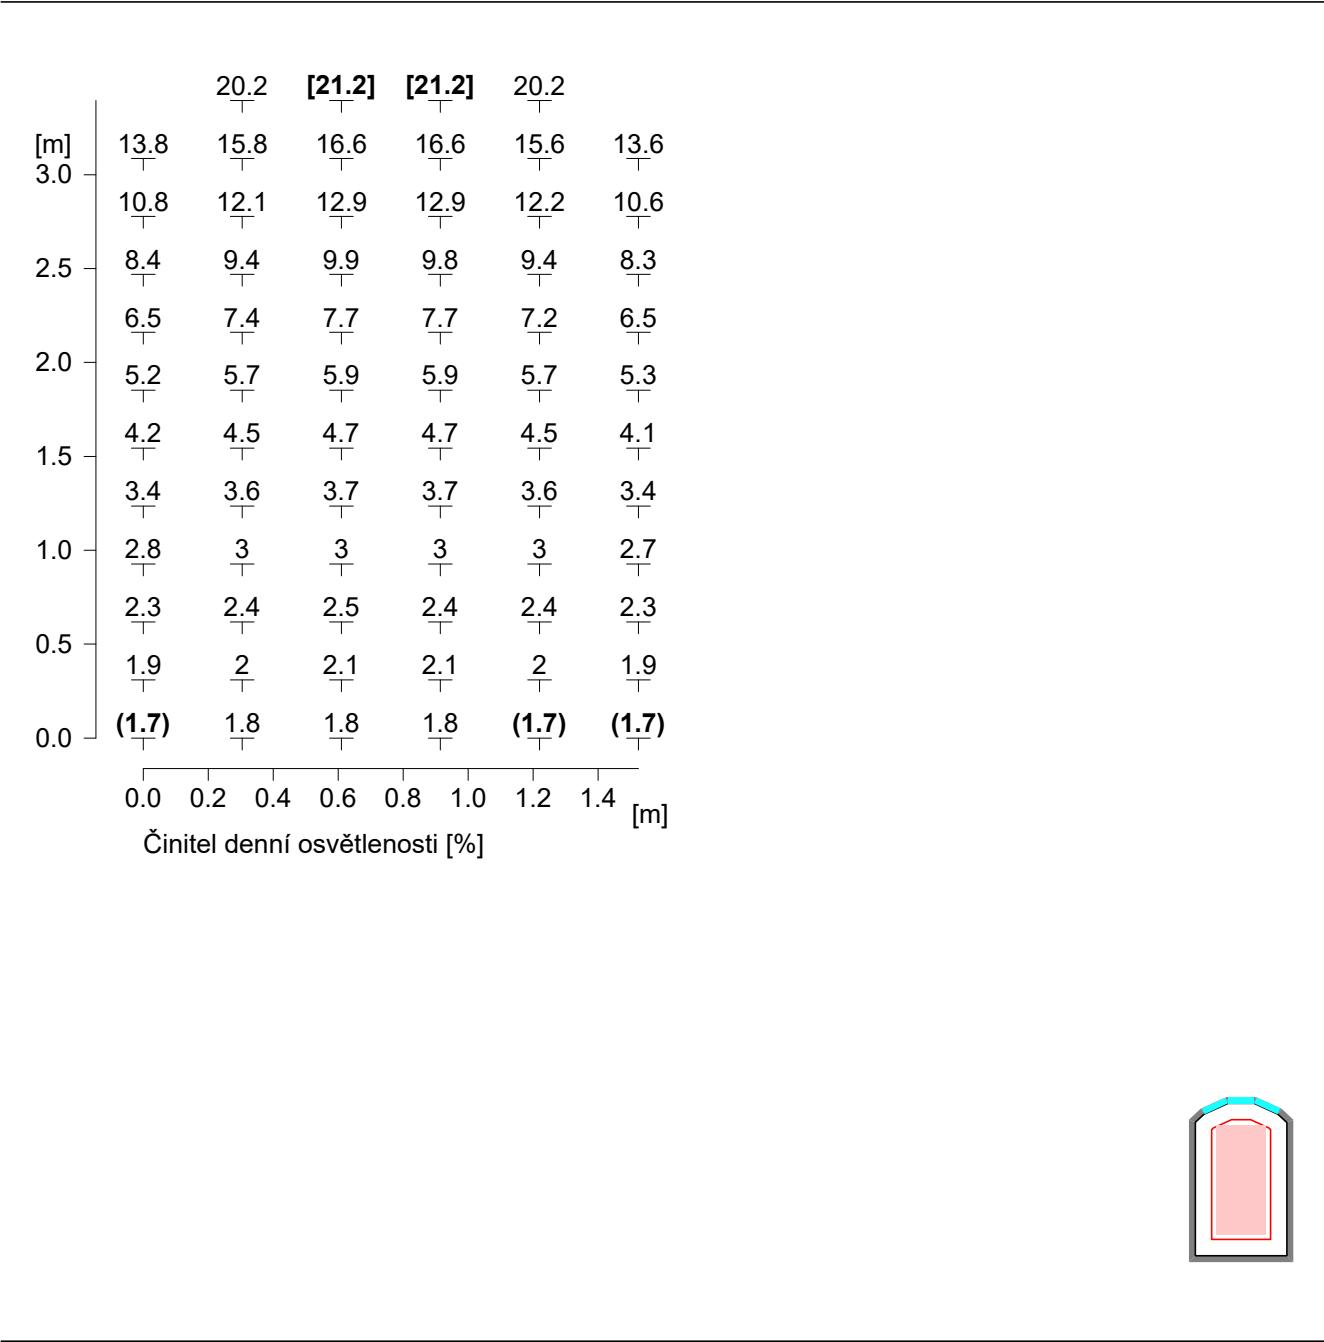 20.2 [21.2] [21.2] 20.2
[m] 13.8 15.8 16.6 16.6 15.6 13.6
3.0
10.8 12.1 12.9 12.9 12.2 10.6
2.5 8.4 9.4 9.9 9.8 9.4 8.3
6.5 7.4 7.7 7.7 7.2 6.5
2.0
5.2 5.7 5.9 5.9 5.7 5.3
4.2 4.5 4.7 4.7 4.5 4.1
1.5
3.4 3.6 3.7 3.7 3.6 3.4
1.0 2.8 3 3 3 3 2.7
2.3 2.4 2.5 2.4 2.4 2.3
0.5
1.9 2 2.1 2.1 2 1.9
0.0 (1.7) 1.8 1.8 1.8 (1.7) (1.7)
0.0 0.2 0.4 0.6 0.8 1.0 1.2 1.4 [m]
Činitel denní osvětlenosti [%]